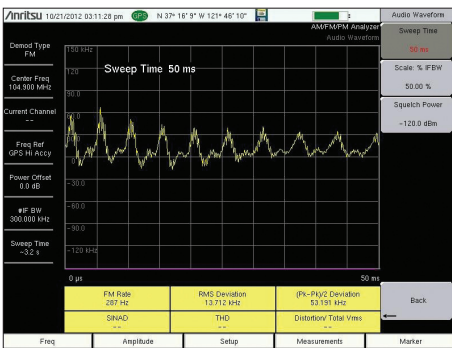 Anritsu 10/21/2012 03:11:28 pm GPS N 37° 16' 9" W 121° 46' 10"
Audio Waveform
AM/FM/PM Analyzer
Audio Waveform
Demod Type
FM
Center Freq
104.900 MHz
Current Channel
--
Freq Ref
GPS Hi Accy
Power Offset
0.0 dB
#IF BW
300.000 kHz
Sweep Time
~3.2 s
150 kHz
120
90.0
60.0
-30.0
-60.0
-90.0
-120 kHz
Sweep Time 50 ms
0 µs
50 ms
FM Rate
287 Hz
RMS Deviation
13.712 kHz
(Pk-Pk)/2 Deviation
53.191 kHz
SINAD
--
THD
--
Distortion/ Total Vrms
--
Sweep Time
50 ms
Scale: % IFBW
50.00 %
Squelch Power
-120.0 dBm
Back
Freq
Amplitude
Setup
Measurements
Marker